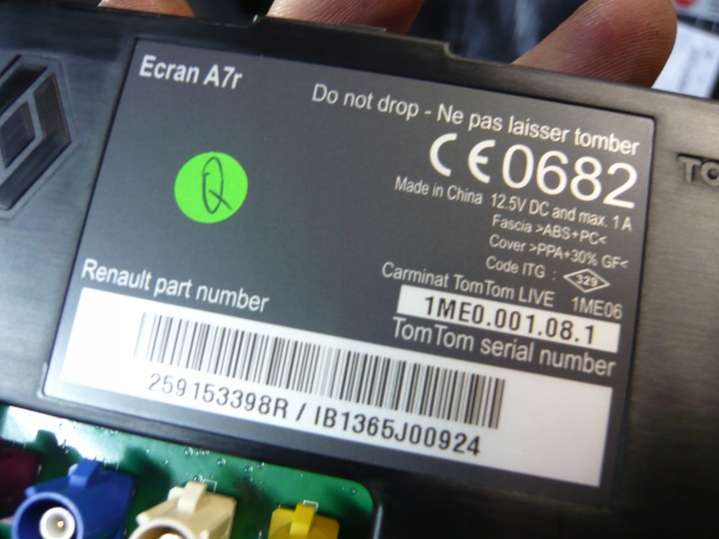 Ecran A7r
Do not drop - Ne pas laisser tomber
CE0682
Made in China 12.5V DC and max. 1 A
Fascia >ABS+PC<
Cover >PPA+30% GF<
Code ITG : 329
Carminat TomTom LIVE 1ME06
1ME0.001.08.1
Renault part number
TomTom serial number
259153398R / IB1365J00924